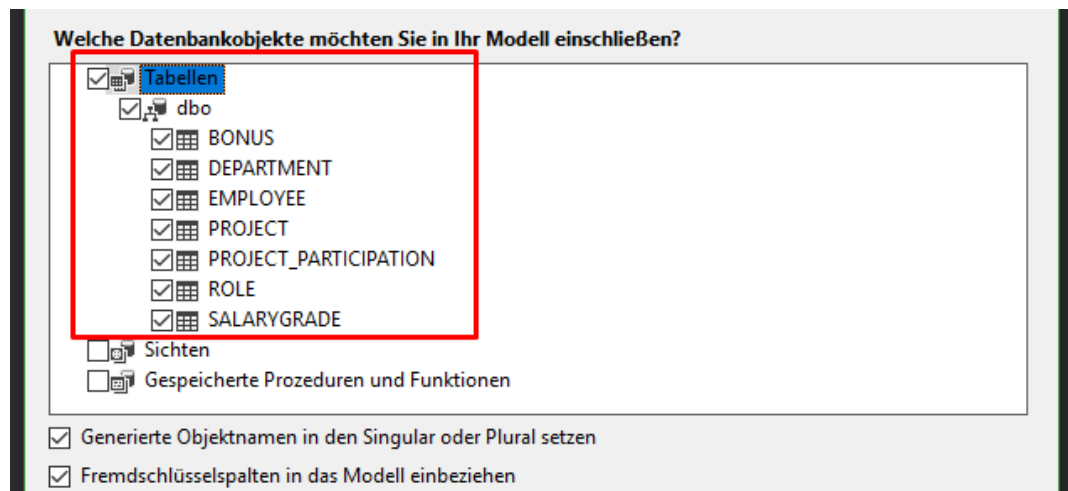 Welche Datenbankobjekte möchten Sie in Ihr Modell einschließen?
Tabellen
dbo
BONUS
DEPARTMENT
EMPLOYEE
PROJECT
PROJECT_PARTICIPATION
ROLE
SALARYGRADE
Sichten
Gespeicherte Prozeduren und Funktionen
Generierte Objektnamen in den Singular oder Plural setzen
Fremdschlüsselspalten in das Modell einbeziehen